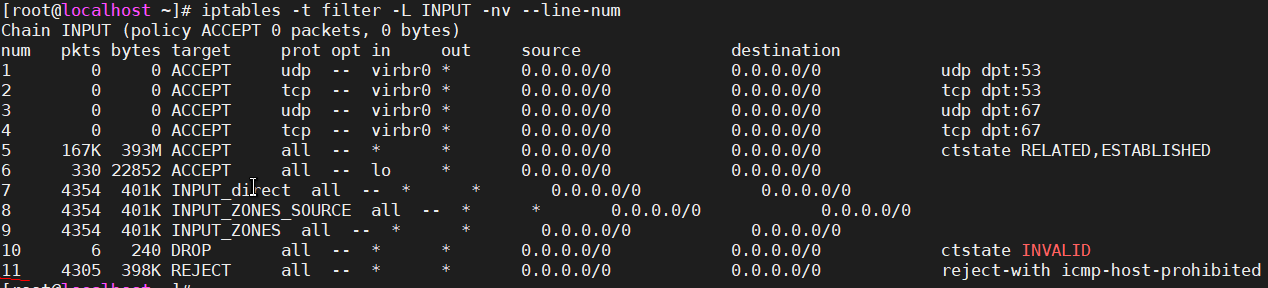 [root@localhost ~]# iptables -t filter -L INPUT -nv --line-num
Chain INPUT (policy ACCEPT 0 packets, 0 bytes)
num   pkts bytes target     prot opt in     out     source               destination
1        0     0 ACCEPT     udp  --  virbr0 *       0.0.0.0/0            0.0.0.0/0            udp dpt:53
2        0     0 ACCEPT     tcp  --  virbr0 *       0.0.0.0/0            0.0.0.0/0            tcp dpt:53
3        0     0 ACCEPT     udp  --  virbr0 *       0.0.0.0/0            0.0.0.0/0            udp dpt:67
4        0     0 ACCEPT     tcp  --  virbr0 *       0.0.0.0/0            0.0.0.0/0            tcp dpt:67
5     167K  393M ACCEPT     all  --  *      *       0.0.0.0/0            0.0.0.0/0            ctstate RELATED,ESTABLISHED
6      330 22852 ACCEPT     all  --  lo     *       0.0.0.0/0            0.0.0.0/0
7     4354  401K INPUT_direct  all  --  *      *       0.0.0.0/0            0.0.0.0/0
8     4354  401K INPUT_ZONES_SOURCE  all  --  *      *       0.0.0.0/0            0.0.0.0/0
9     4354  401K INPUT_ZONES  all  --  *      *       0.0.0.0/0            0.0.0.0/0
10       6   240 DROP       all  --  *      *       0.0.0.0/0            0.0.0.0/0            ctstate INVALID
11    4305  398K REJECT     all  --  *      *       0.0.0.0/0            0.0.0.0/0            reject-with icmp-host-prohibited
[root@localhost ~]#